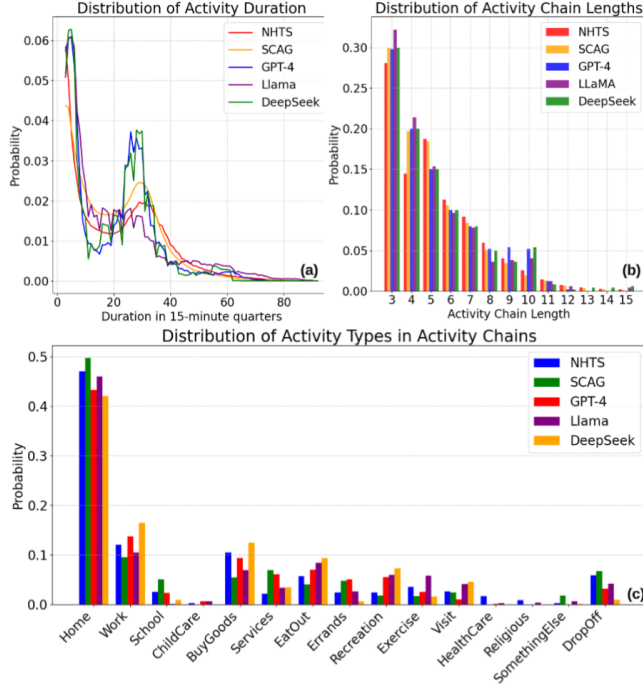 Distribution of Activity Duration
NHTS
SCAG
GPT-4
Llama
DeepSeek
0.06
0.05
0.04
0.03
0.02
0.01
0.00
Probability
0 20 40 60 80
Duration in 15-minute quarters
(a)
Distribution of Activity Chain Lengths
NHTS
SCAG
GPT-4
LLaMA
DeepSeek
0.30
0.25
0.20
0.15
0.10
0.05
0.00
Probability
3 4 5 6 7 8 9 10 11 12 13 14 15
Activity Chain Length
(b)
Distribution of Activity Types in Activity Chains
NHTS
SCAG
GPT-4
Llama
DeepSeek
0.5
0.4
0.3
0.2
0.1
0.0
Probability
Home
Work
School
ChildCare
BuyGoods
Services
EatOut
Errands
Recreation
Exercise
Visit
HealthCare
Religious
SomethingElse
DropOff
(c)